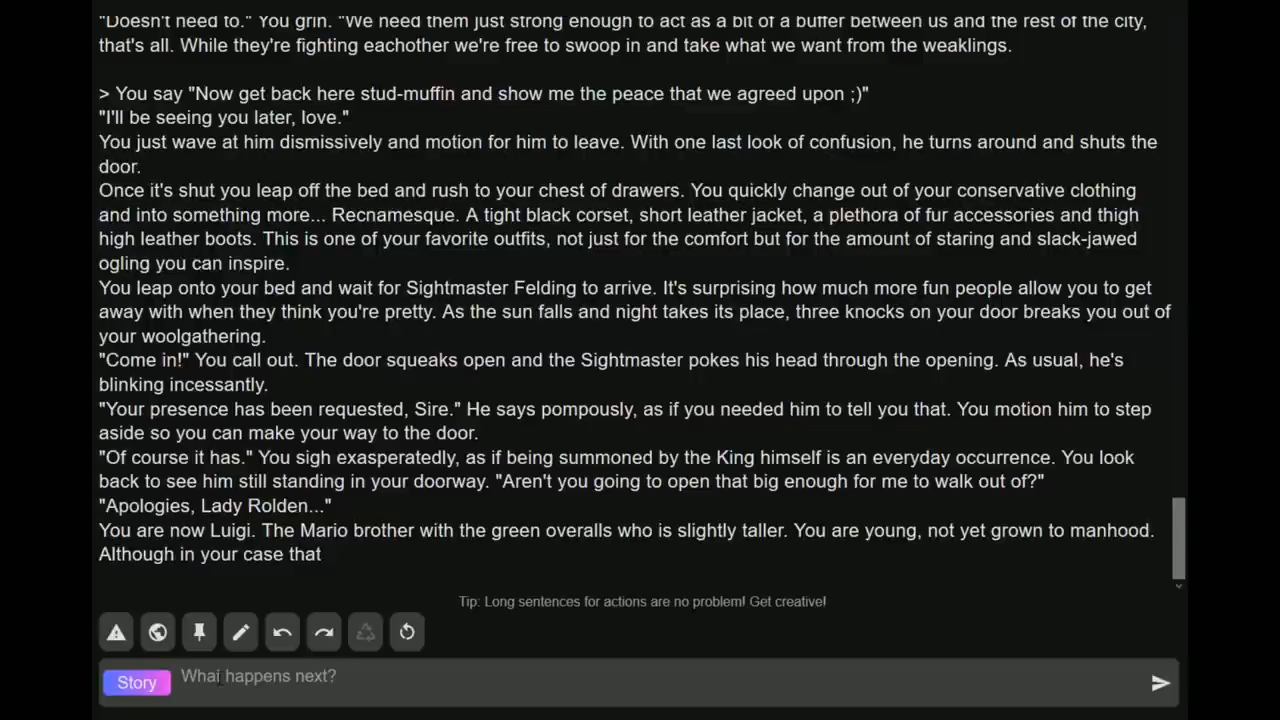 "Doesn't need to." You grin. "We need them just strong enough to act as a bit of a buffer between us and the rest of the city,
that's all. While they're fighting eachother we're free to swoop in and take what we want from the weaklings.
> You say "Now get back here stud-muffin and show me the peace that we agreed upon ;)"
"I'll be seeing you later, love."
You just wave at him dismissively and motion for him to leave. With one last look of confusion, he turns around and shuts the
door.
Once it's shut you leap off the bed and rush to your chest of drawers. You quickly change out of your conservative clothing
and into something more... Recnamesque. A tight black corset, short leather jacket, a plethora of fur accessories and thigh
high leather boots. This is one of your favorite outfits, not just for the comfort but for the amount of staring and slack-jawed
ogling you can inspire.
You leap onto your bed and wait for Sightmaster Felding to arrive. It's surprising how much more fun people allow you to get
away with when they think you're pretty. As the sun falls and night takes its place, three knocks on your door breaks you out of
your woolgathering.
"Come in!" You call out. The door squeaks open and the Sightmaster pokes his head through the opening. As usual, he's
blinking incessantly.
"Your presence has been requested, Sire." He says pompously, as if you needed him to tell you that. You motion him to step
aside so you can make your way to the door.
"Of course it has." You sigh exasperatedly, as if being summoned by the King himself is an everyday occurrence. You look
back to see him still standing in your doorway. "Aren't you going to open that big enough for me to walk out of?"
"Apologies, Lady Rolden..."
You are now Luigi. The Mario brother with the green overalls who is slightly taller. You are young, not yet grown to manhood.
Although in your case that
Tip: Long sentences for actions are no problem! Get creative!
Story What happens next?